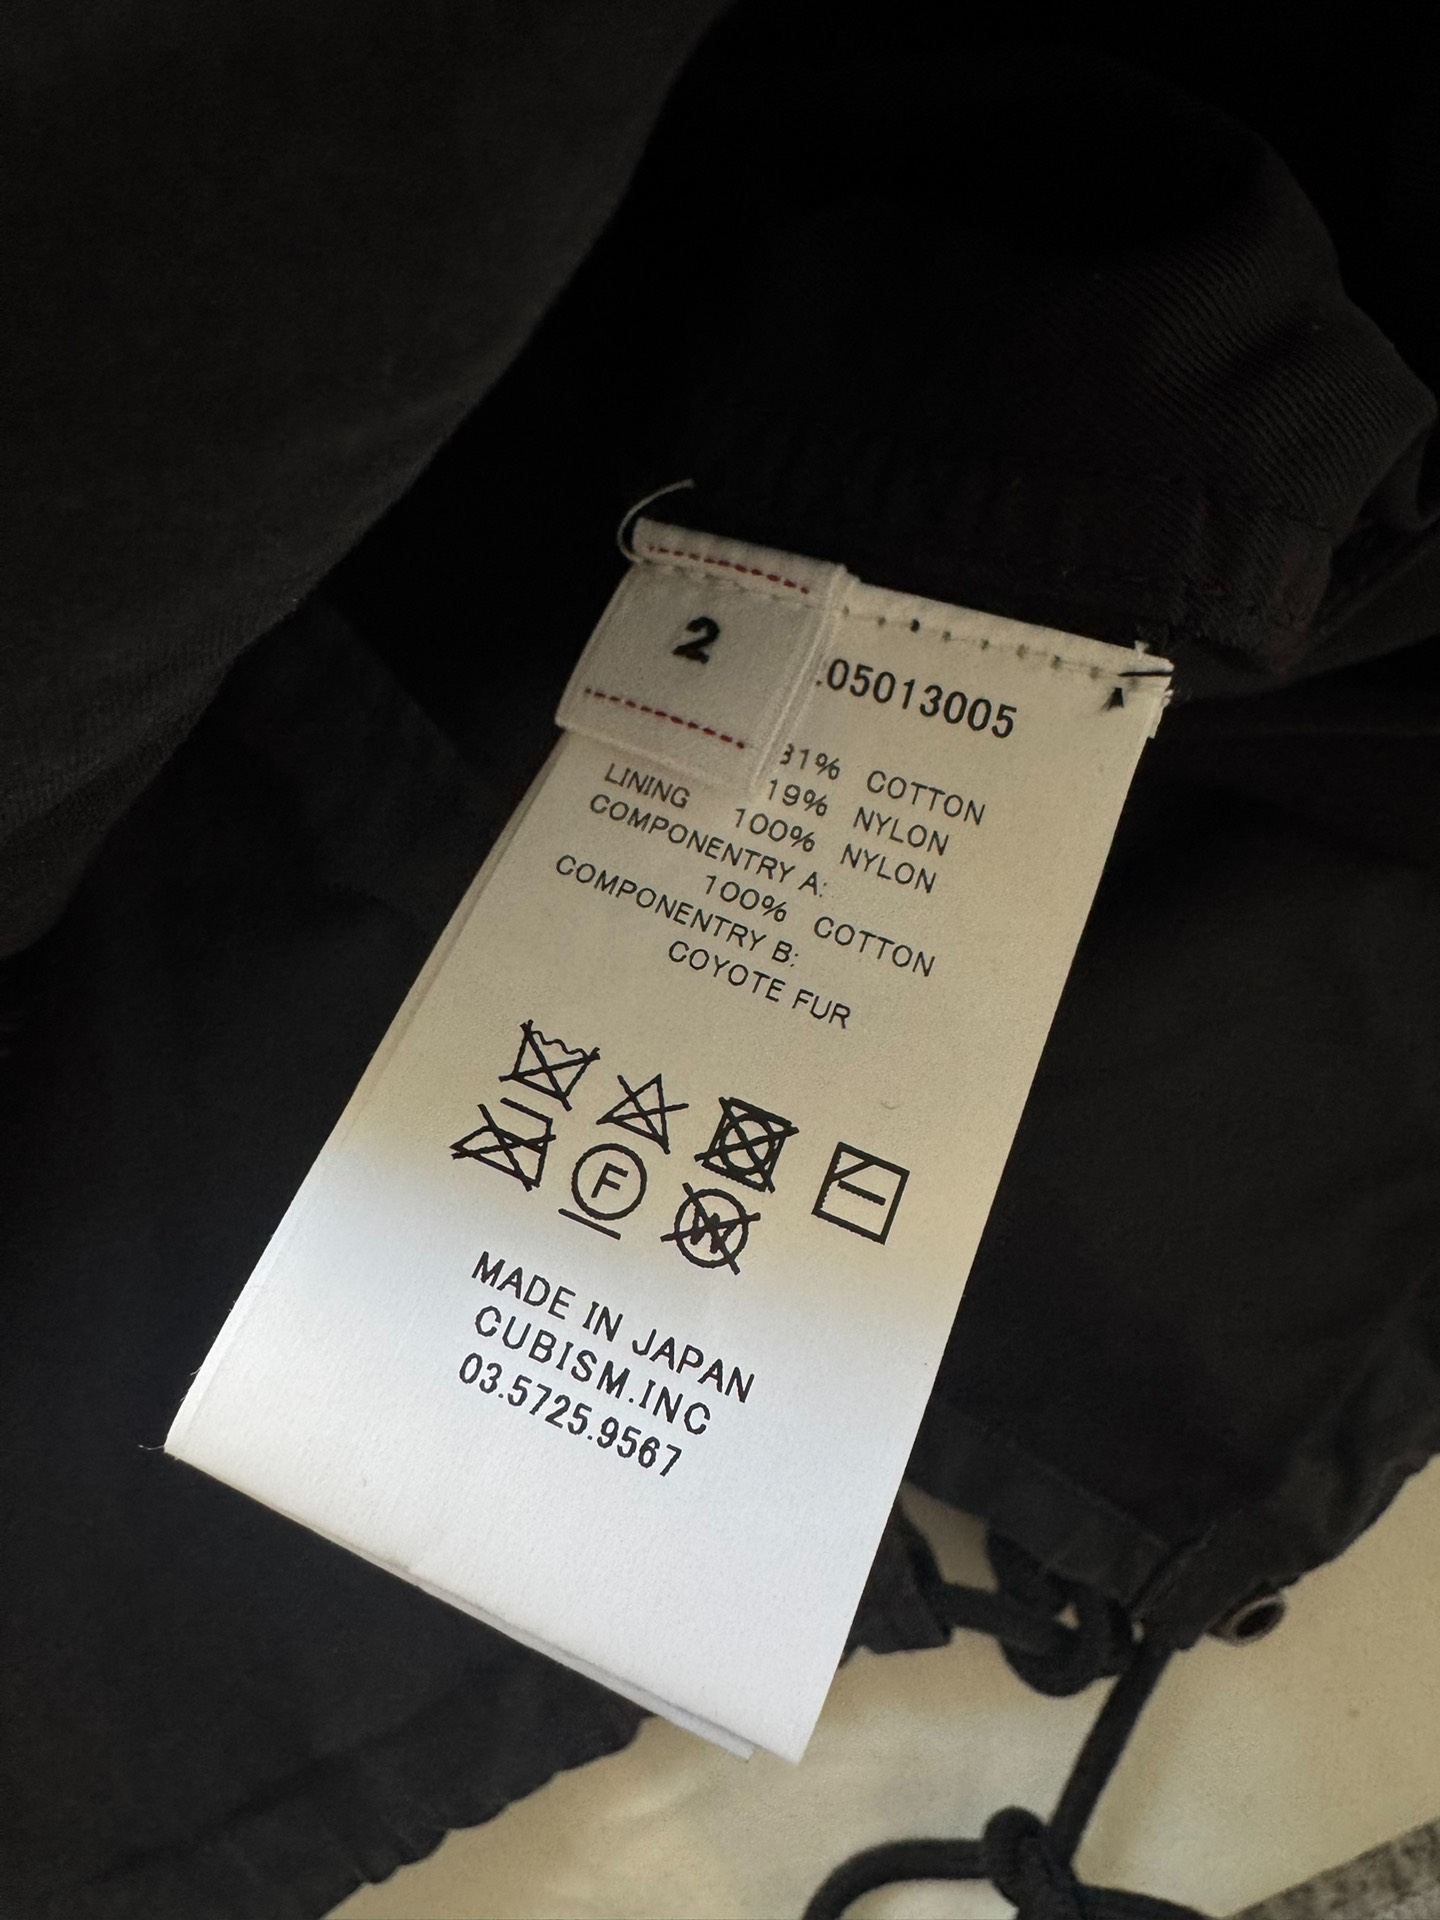 2
.05013005
81% COTTON
19% NYLON
LINING 100% NYLON
COMPONENTRY A:
100% COTTON
COMPONENTRY B:
COYOTE FUR
F
W
MADE IN JAPAN
CUBISM.INC
03.5725.9567